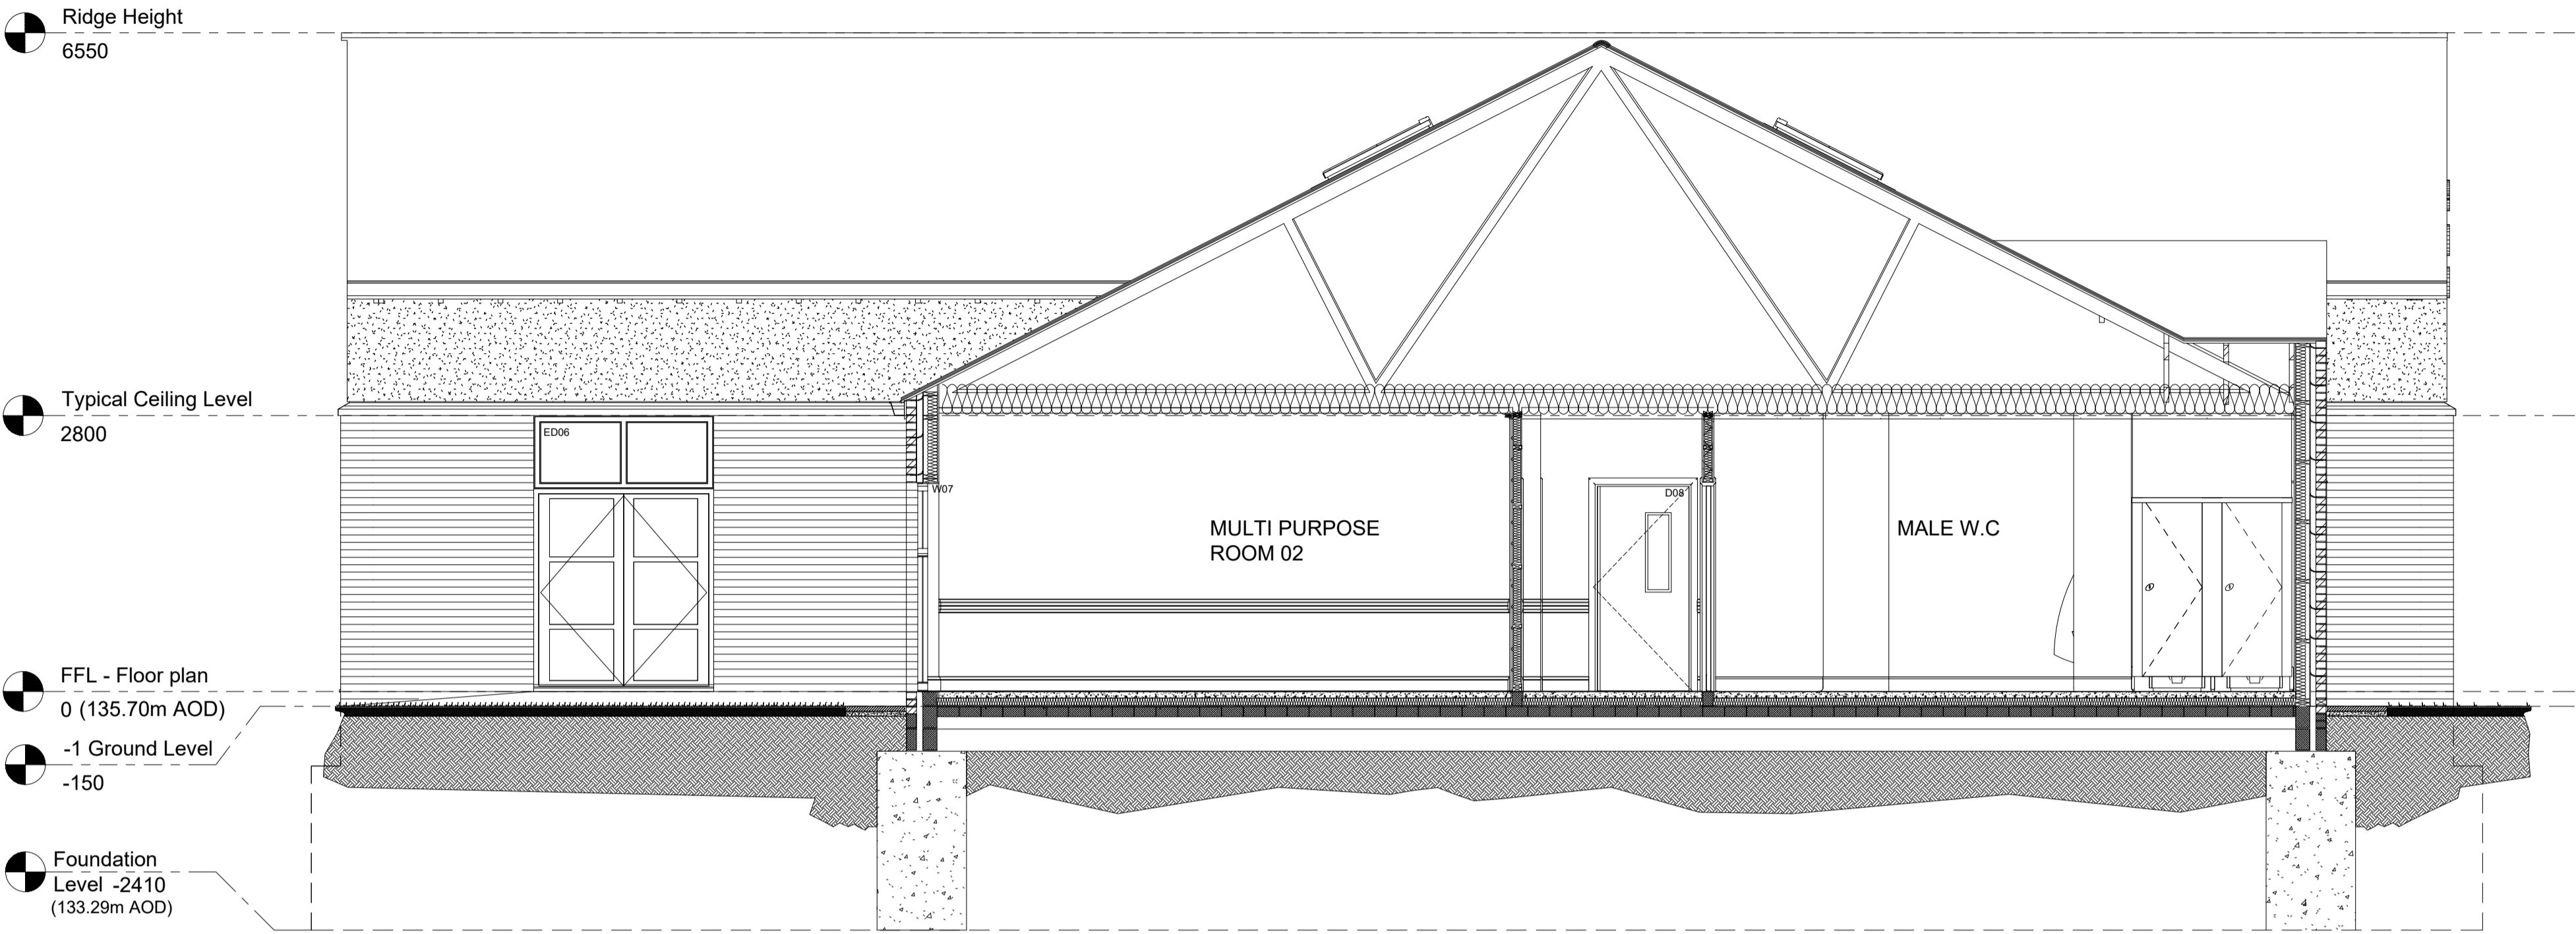 Ridge Height
6550
Typical Ceiling Level
2800
ED06
W07
D08
MULTI PURPOSE
ROOM 02
MALE W.C
FFL - Floor plan
0 (135.70m AOD)
-1 Ground Level
-150
Foundation
Level -2410
(133.29m AOD)